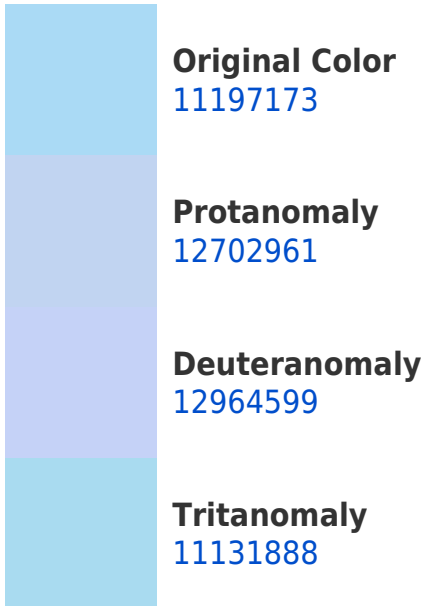 Original Color
11197173
Protanomaly
12702961
Deuteranomaly
12964599
Tritanomaly
11131888